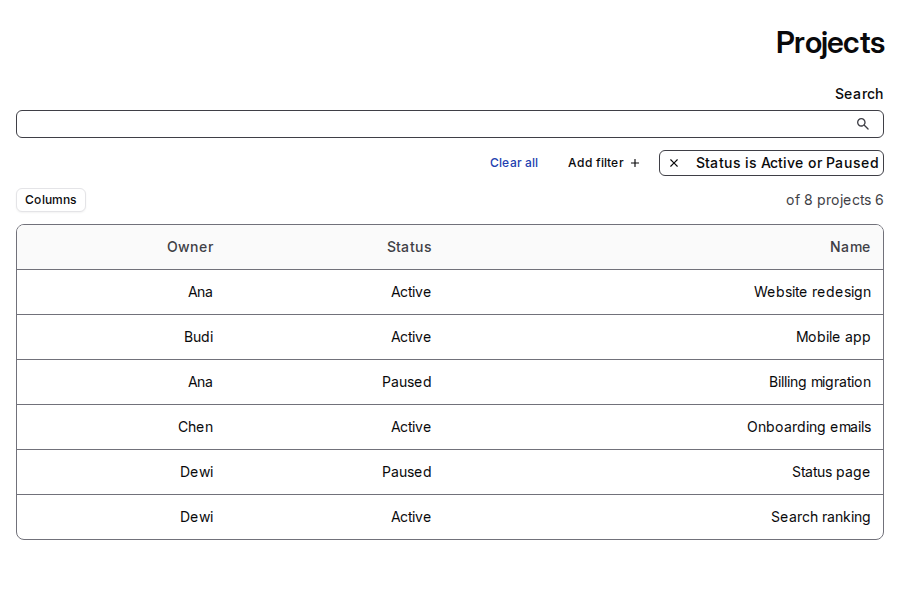 Projects
Search
Status is Active or Paused Add filter Clear all
of 8 projects 6 Columns
Name Status Owner
Website redesign Active Ana
Mobile app Active Budi
Billing migration Paused Ana
Onboarding emails Active Chen
Status page Paused Dewi
Search ranking Active Dewi